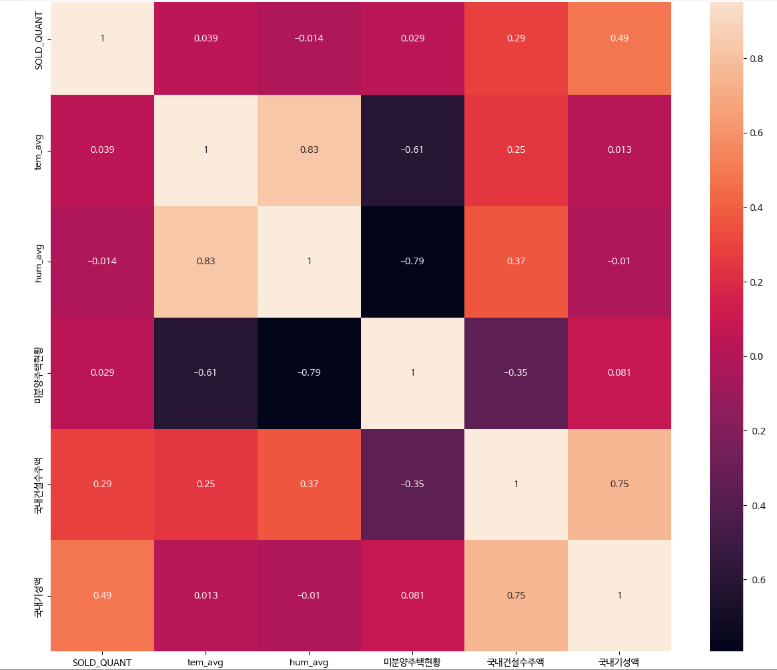 SOLD_QUANT 1 0.039 −0.014 0.029 0.29 0.49
tem_avg 0.039 1 0.83 −0.61 0.25 0.013
hum_avg −0.014 0.83 1 −0.79 0.37 −0.01
미분양주택현황 0.029 −0.61 −0.79 1 −0.35 0.081
국내건설수주액 0.29 0.25 0.37 −0.35 1 0.75
국내기성액 0.49 0.013 −0.01 0.081 0.75 1
SOLD_QUANT tem_avg hum_avg 미분양주택현황 국내건설수주액 국내기성액
0.8
0.6
0.4
0.2
0.0
0.2
0.4
0.6